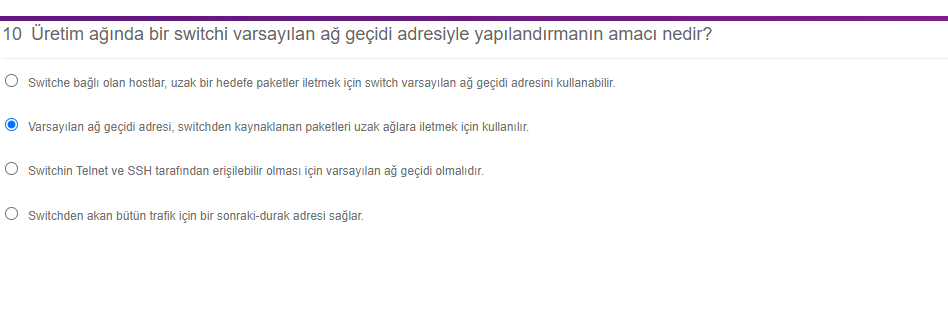 10 Üretim ağında bir switchi varsayılan ağ geçidi adresiyle yapılandırmanın amacı nedir?
Switche bağlı olan hostlar, uzak bir hedefe paketler iletmek için switch varsayılan ağ geçidi adresini kullanabilir.
Varsayılan ağ geçidi adresi, switchden kaynaklanan paketleri uzak ağlara iletmek için kullanılır.
Switchin Telnet ve SSH tarafından erişilebilir olması için varsayılan ağ geçidi olmalıdır.
Switchden akan bütün trafik için bir sonraki-durak adresi sağlar.